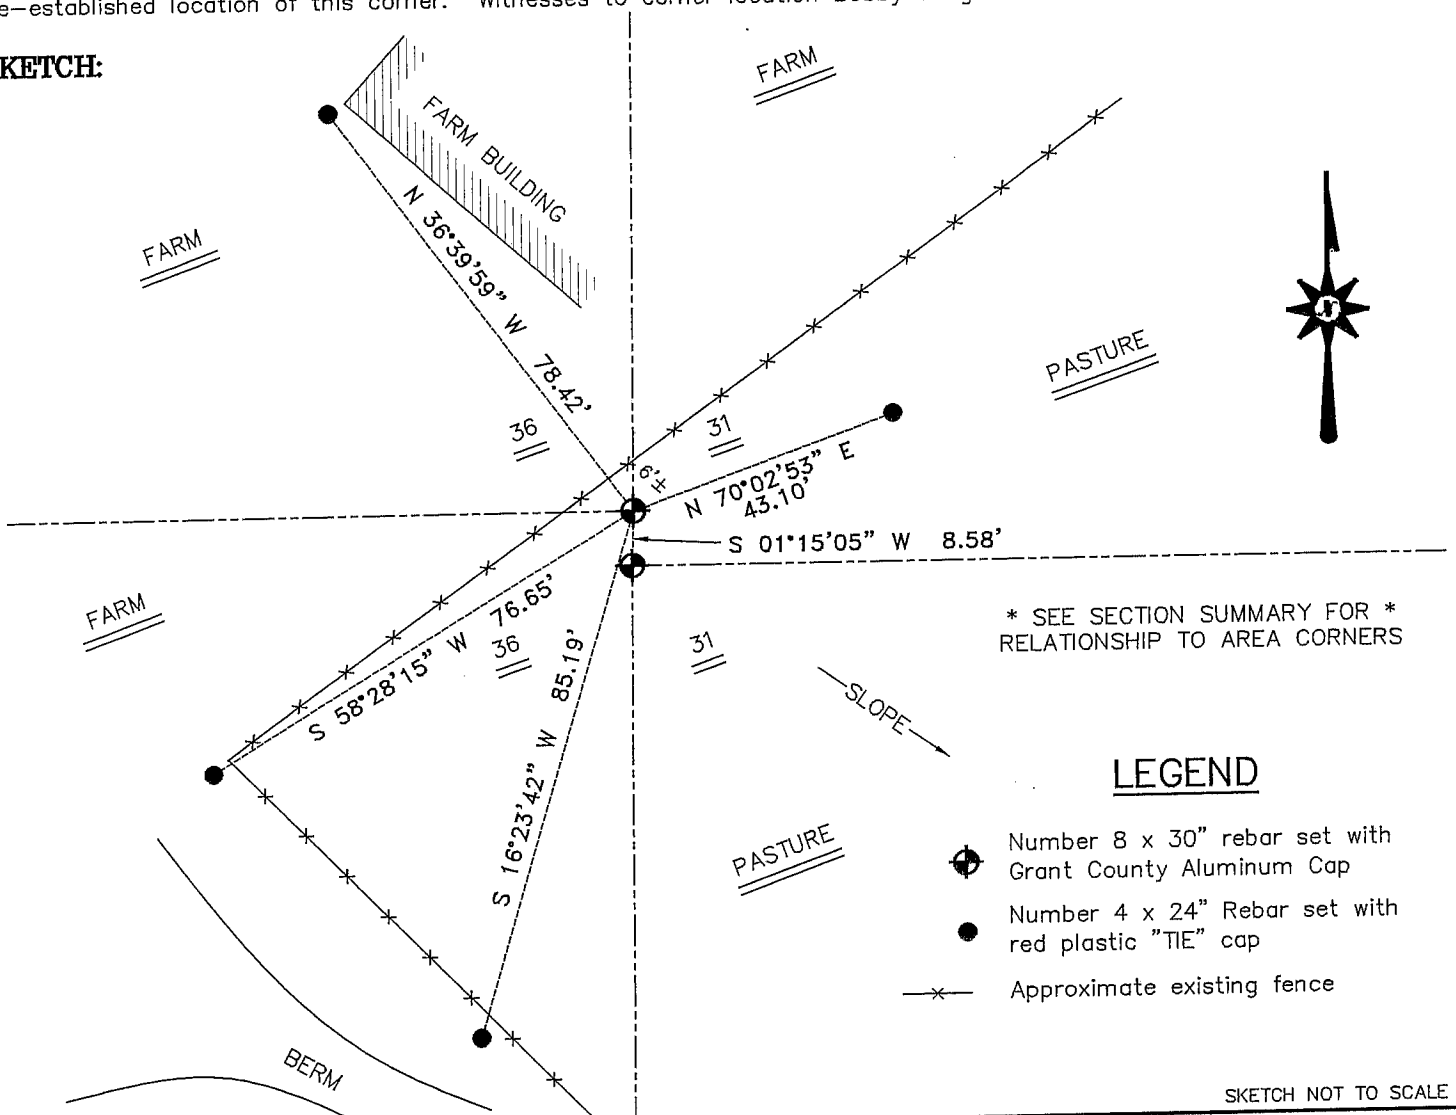 e-established location of this corner. Witnesses to corner location
KETCH:
FARM
FARM BUILDING
N 36°39'59" W 78.42'
FARM
PASTURE
36
31
6'±
N 70°02'53" E
43.10'
S 01°15'05" W 8.58'
FARM
S 58°28'15" W 76.65'
36
31
* SEE SECTION SUMMARY FOR *
RELATIONSHIP TO AREA CORNERS
S 16°23'42" W 85.19'
SLOPE
PASTURE
N
LEGEND
Number 8 x 30" rebar set with
Grant County Aluminum Cap
Number 4 x 24" Rebar set with
red plastic "TIE" cap
Approximate existing fence
BERM
SKETCH NOT TO SCALE